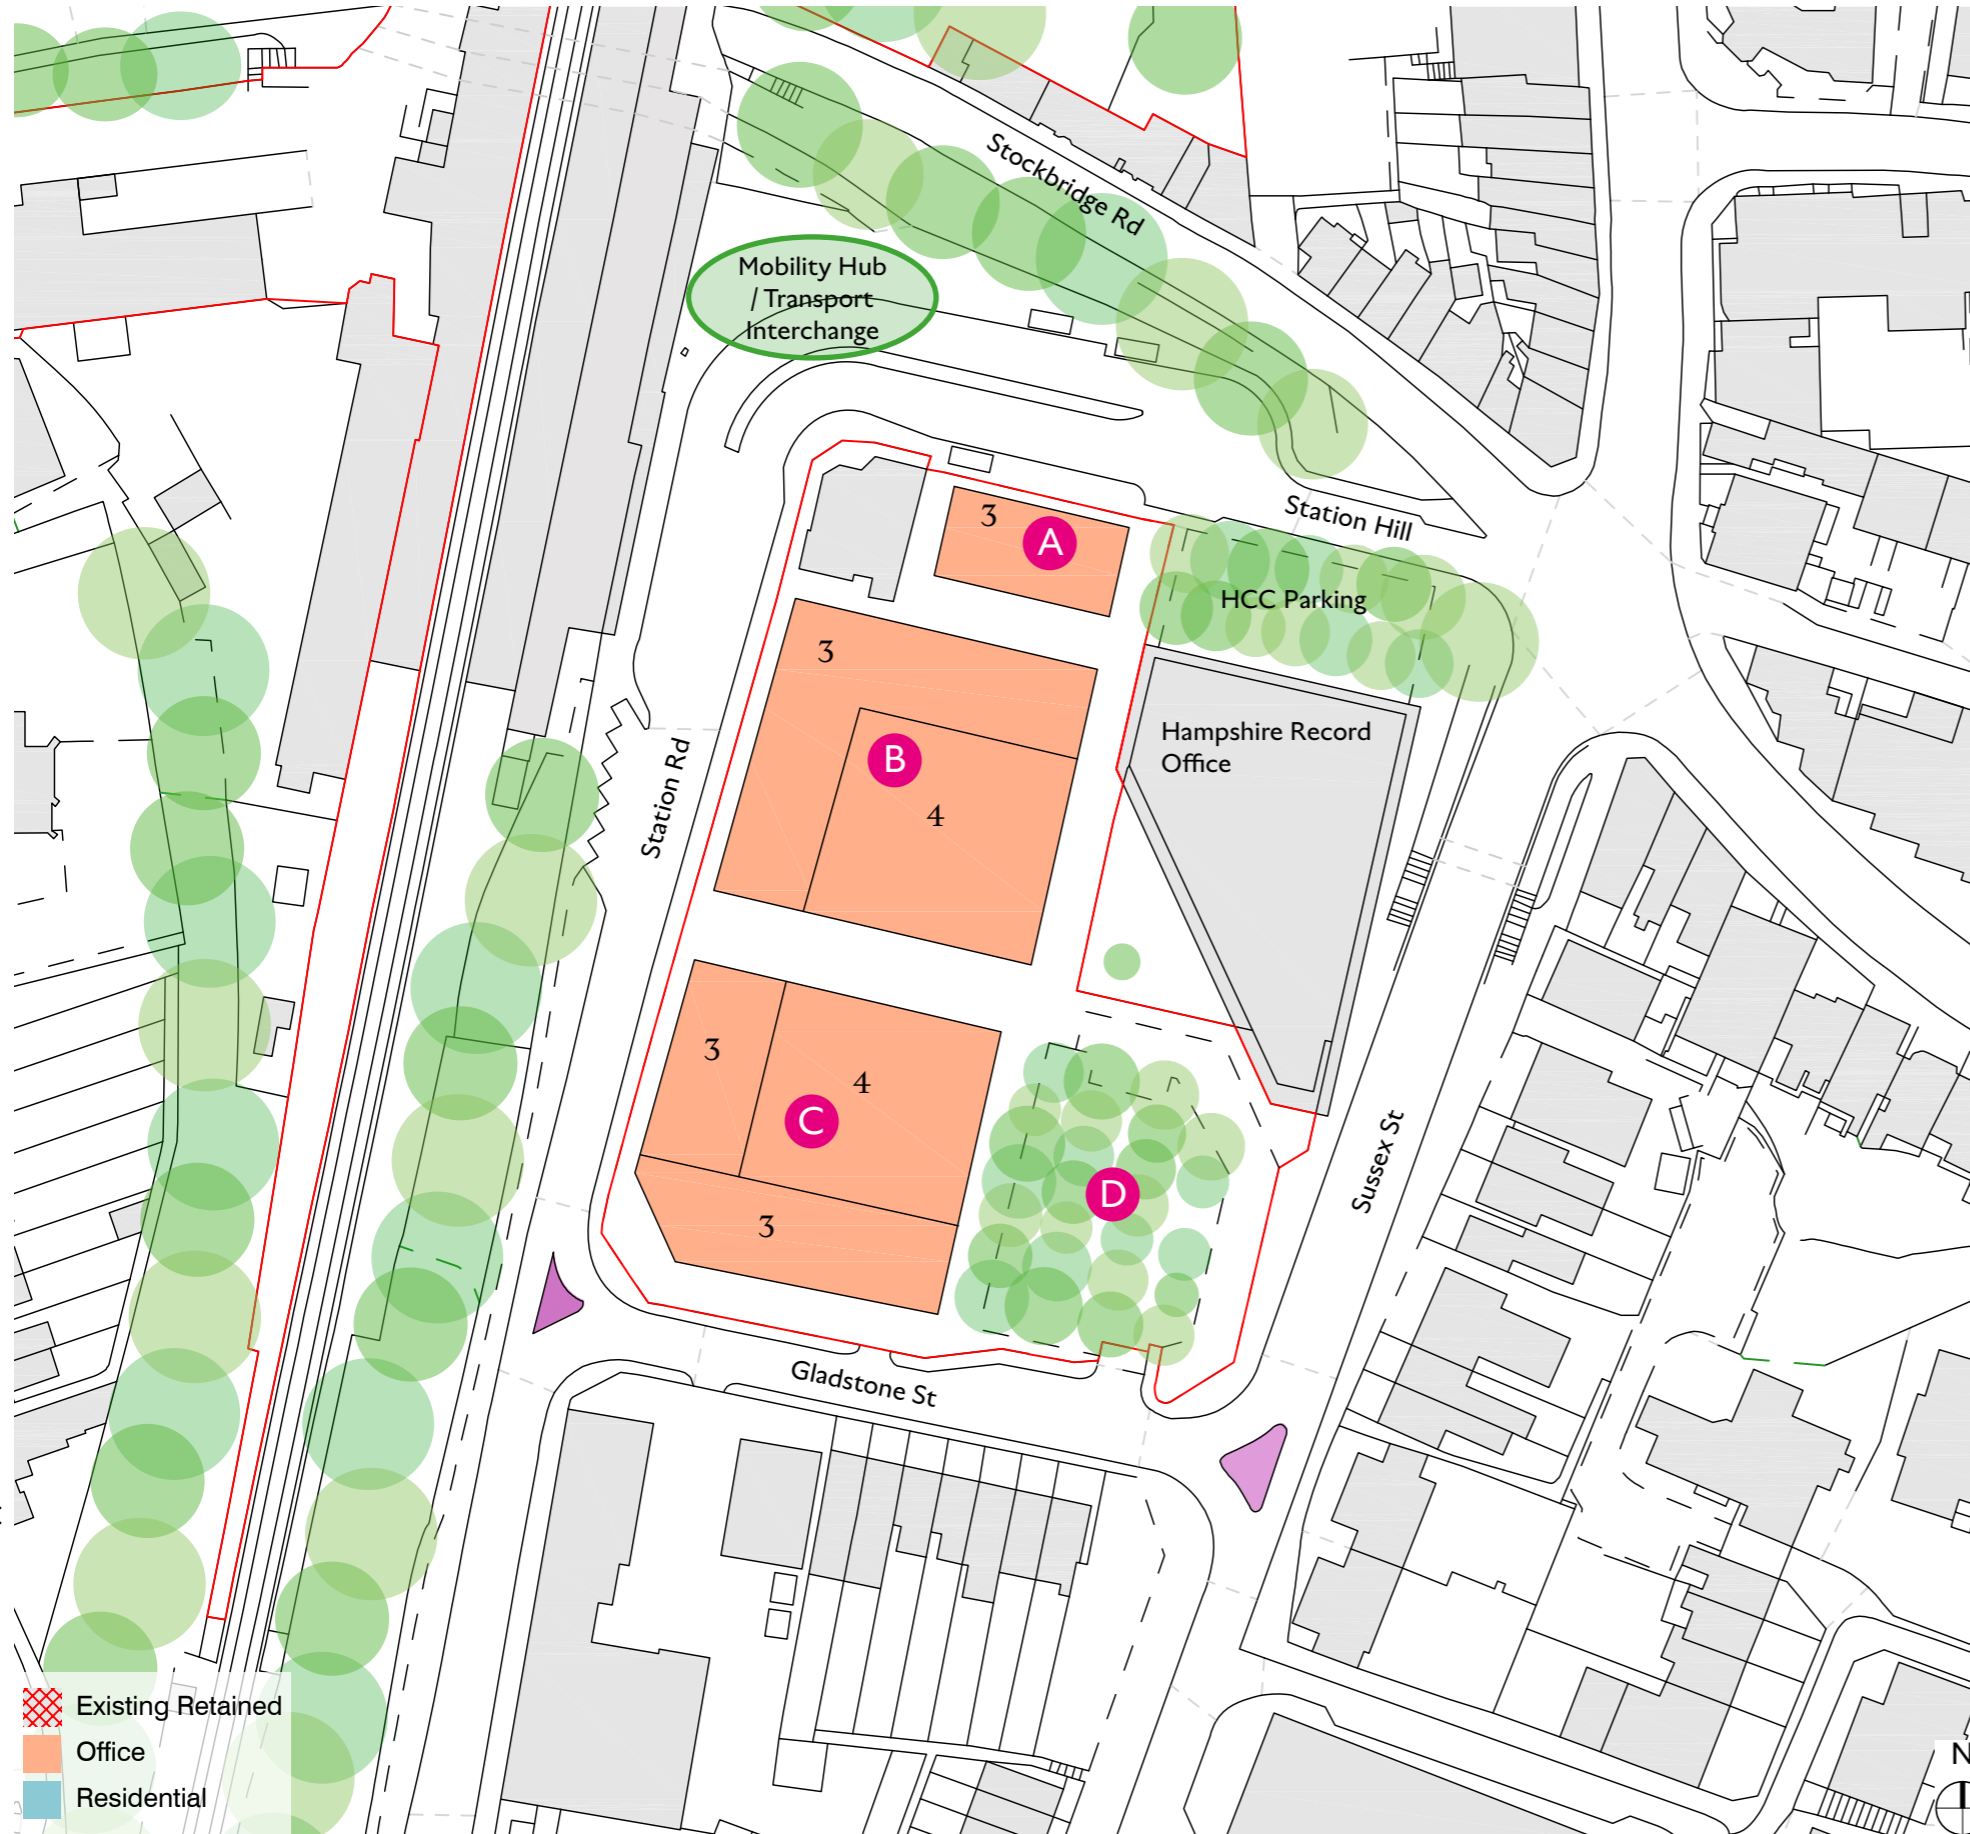 Stockbridge Rd
Mobility Hub
/ Transport
Interchange
Station Hill
3
A
HCC Parking
3
Hampshire Record
Office
B
4
Station Rd
3
4
C
D
Sussex St
3
Gladstone St
Existing Retained
Office
Residential
N